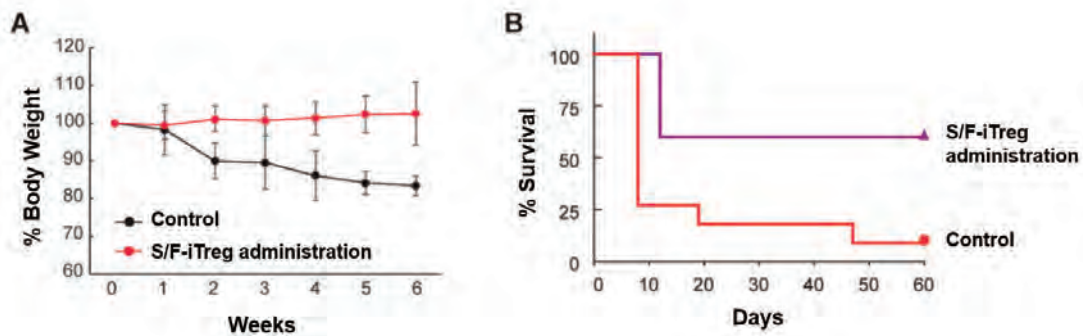 A
% Body Weight
120
110
100
90
80
70
60
Control
S/F-iTreg administration
0 1 2 3 4 5 6
Weeks
B
% Survival
100
75
50
25
0
S/F-iTreg
administration
Control
0 10 20 30 40 50 60
Days